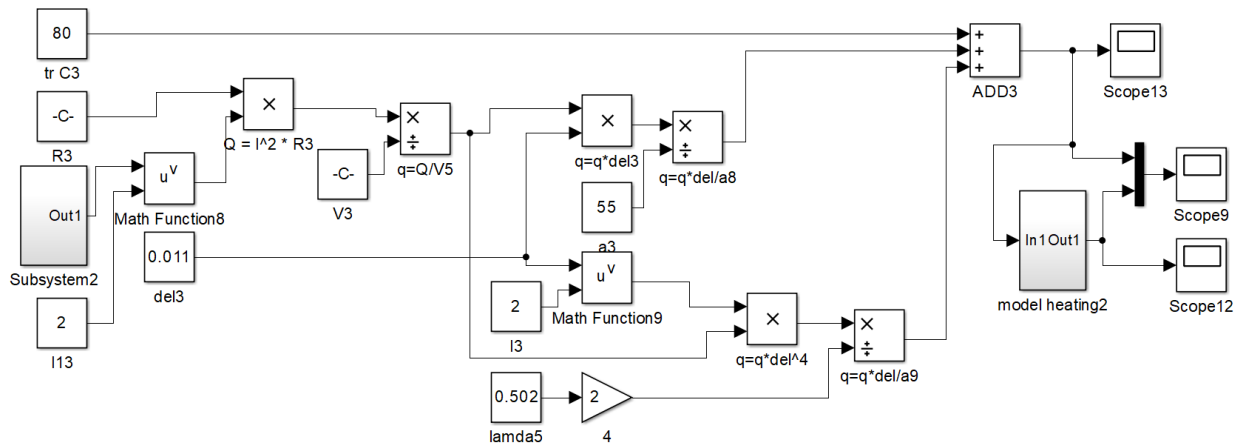 80
tr C3
-C-
R3
Out1
Subsystem2
2
I13
u^v
Math Function8
0.011
del3
×
Q = I^2 * R3
-C-
V3
×
÷
q=Q/V5
×
q=q*del3
55
a3
×
÷
q=q*del/a8
2
I3
u^v
Math Function9
0.502
lamda5
2
4
×
q=q*del^4
×
÷
q=q*del/a9
+
+
+
ADD3
Scope13
In1 Out1
model heating2
Scope9
Scope12